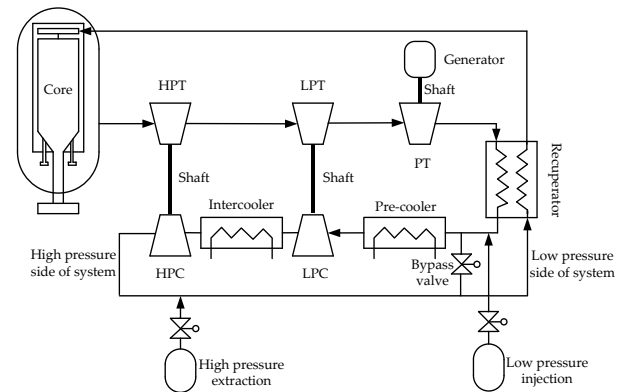 Generator
HPT
LPT
Shaft
Core
PT
Shaft
Shaft
Recuperator
Intercooler
Pre-cooler
High pressure
side of system
HPC
LPC
Bypass
valve
Low pressure
side of system
High pressure
extraction
Low pressure
injection